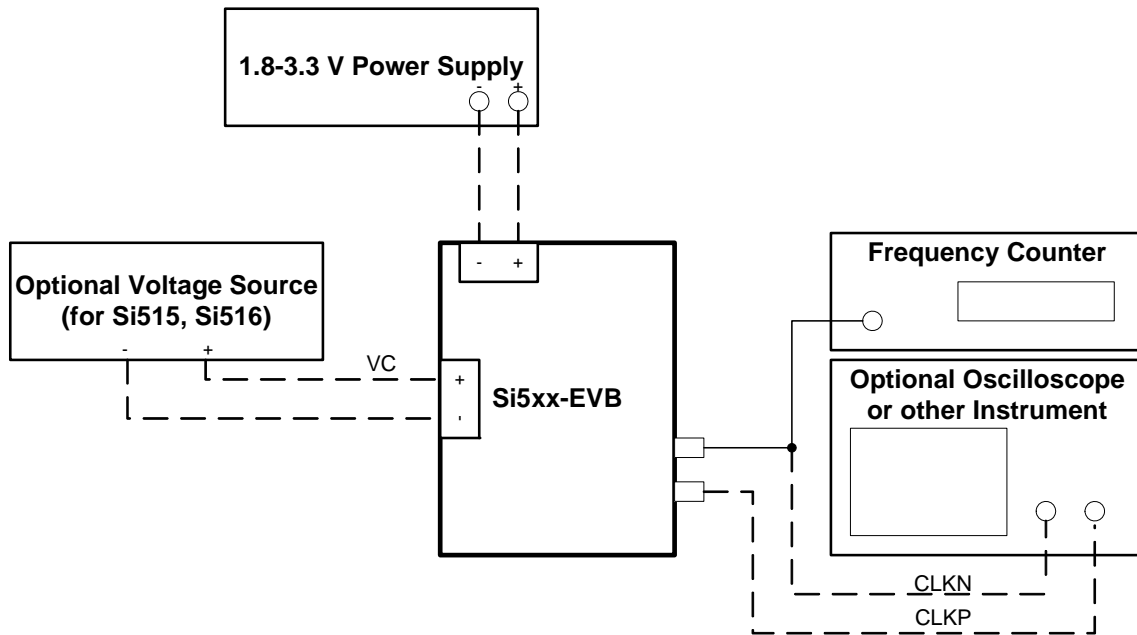 1.8-3.3 V Power Supply
- +
- +
Optional Voltage Source
(for Si515, Si516)
- +
VC
+
-
Si5xx-EVB
Frequency Counter
Optional Oscilloscope
or other Instrument
CLKN
CLKP